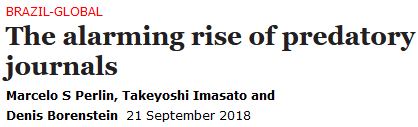 BRAZIL-GLOBAL
The alarming rise of predatory
journals
Marcelo S Perlin, Takeyoshi Imasato and
Denis Borenstein  21 September 2018